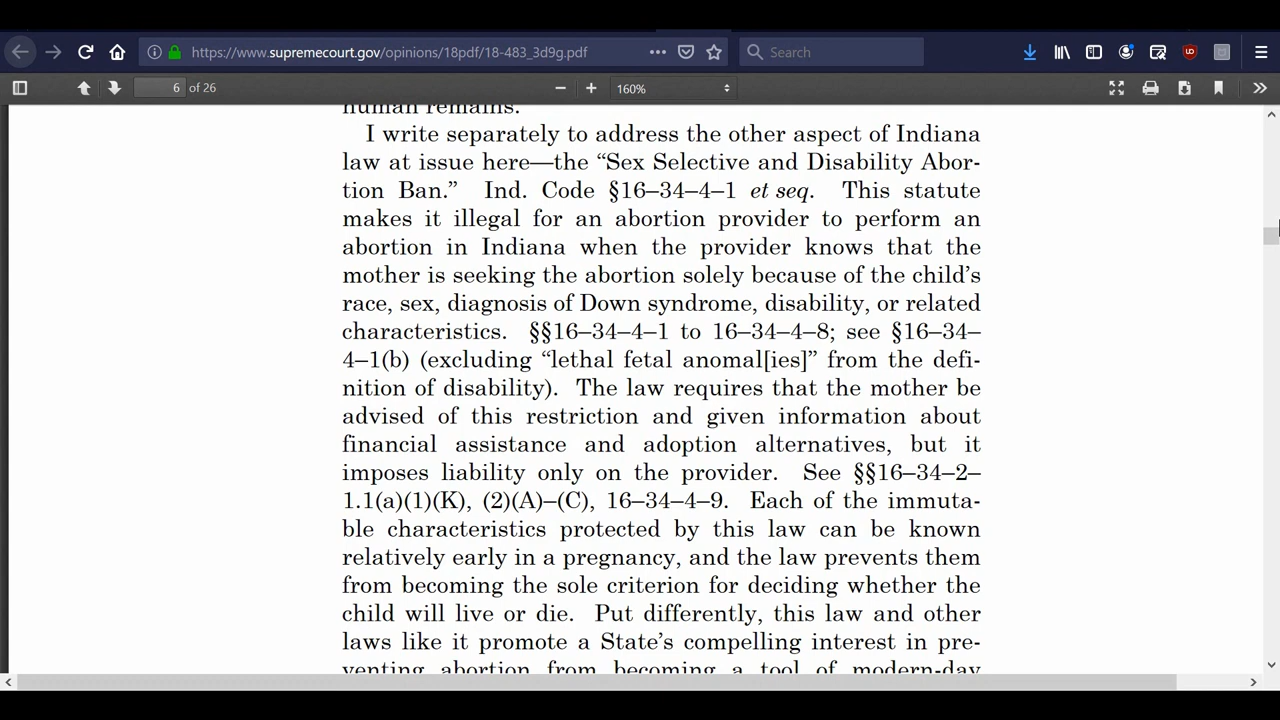 https://www.supremecourt.gov/opinions/18pdf/18-483_3d9g.pdf
Search
6 of 26
160%
human remains.
I write separately to address the other aspect of Indiana
law at issue here—the “Sex Selective and Disability Abor-
tion Ban.” Ind. Code §16–34–4–1 et seq. This statute
makes it illegal for an abortion provider to perform an
abortion in Indiana when the provider knows that the
mother is seeking the abortion solely because of the child’s
race, sex, diagnosis of Down syndrome, disability, or related
characteristics. §§16–34–4–1 to 16–34–4–8; see §16–34–
4–1(b) (excluding “lethal fetal anomal[ies]” from the defi-
nition of disability). The law requires that the mother be
advised of this restriction and given information about
financial assistance and adoption alternatives, but it
imposes liability only on the provider. See §§16–34–2–
1.1(a)(1)(K), (2)(A)–(C), 16–34–4–9. Each of the immuta-
ble characteristics protected by this law can be known
relatively early in a pregnancy, and the law prevents them
from becoming the sole criterion for deciding whether the
child will live or die. Put differently, this law and other
laws like it promote a State’s compelling interest in pre-
venting abortion from becoming a tool of modern-day